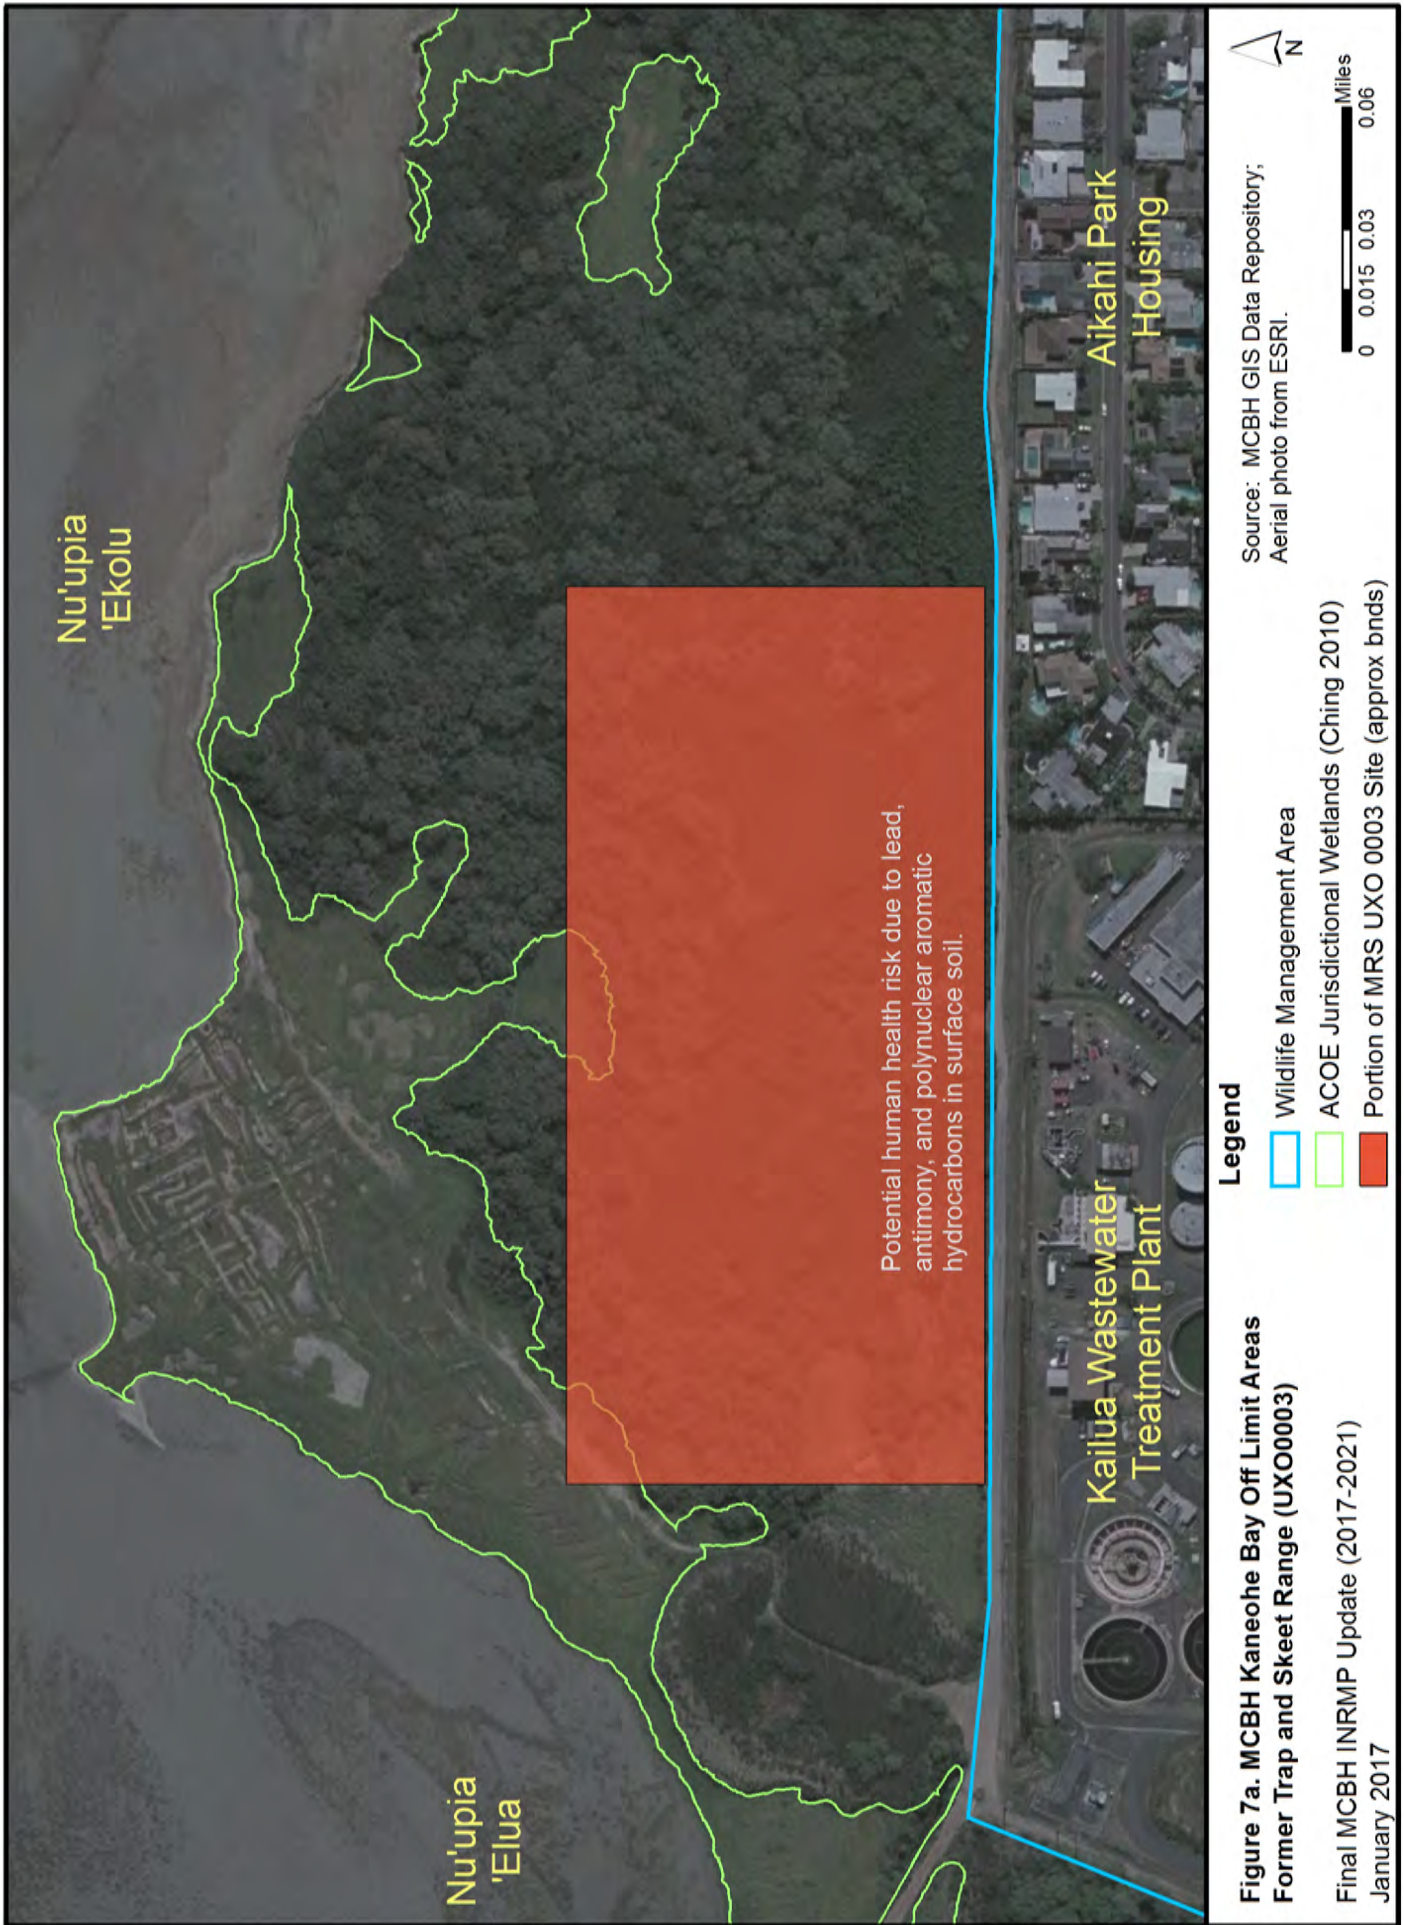 Nu'upia
'Ekolu
Nu'upia
'Elua
Potential human health risk due to lead,
antimony, and polynuclear aromatic
hydrocarbons in surface soil.
Kailua Wastewater
Treatment Plant
Aikahi Park
Housing
Figure 7a. MCBH Kaneohe Bay Off Limit Areas
Former Trap and Skeet Range (UXO0003)
Final MCBH INRMP Update (2017-2021)
January 2017
Legend
Wildlife Management Area
ACOE Jurisdictional Wetlands (Ching 2010)
Portion of MRS UXO 0003 Site (approx bnds)
Source: MCBH GIS Data Repository;
Aerial photo from ESRI.
N
Miles
0 0.015 0.03 0.06